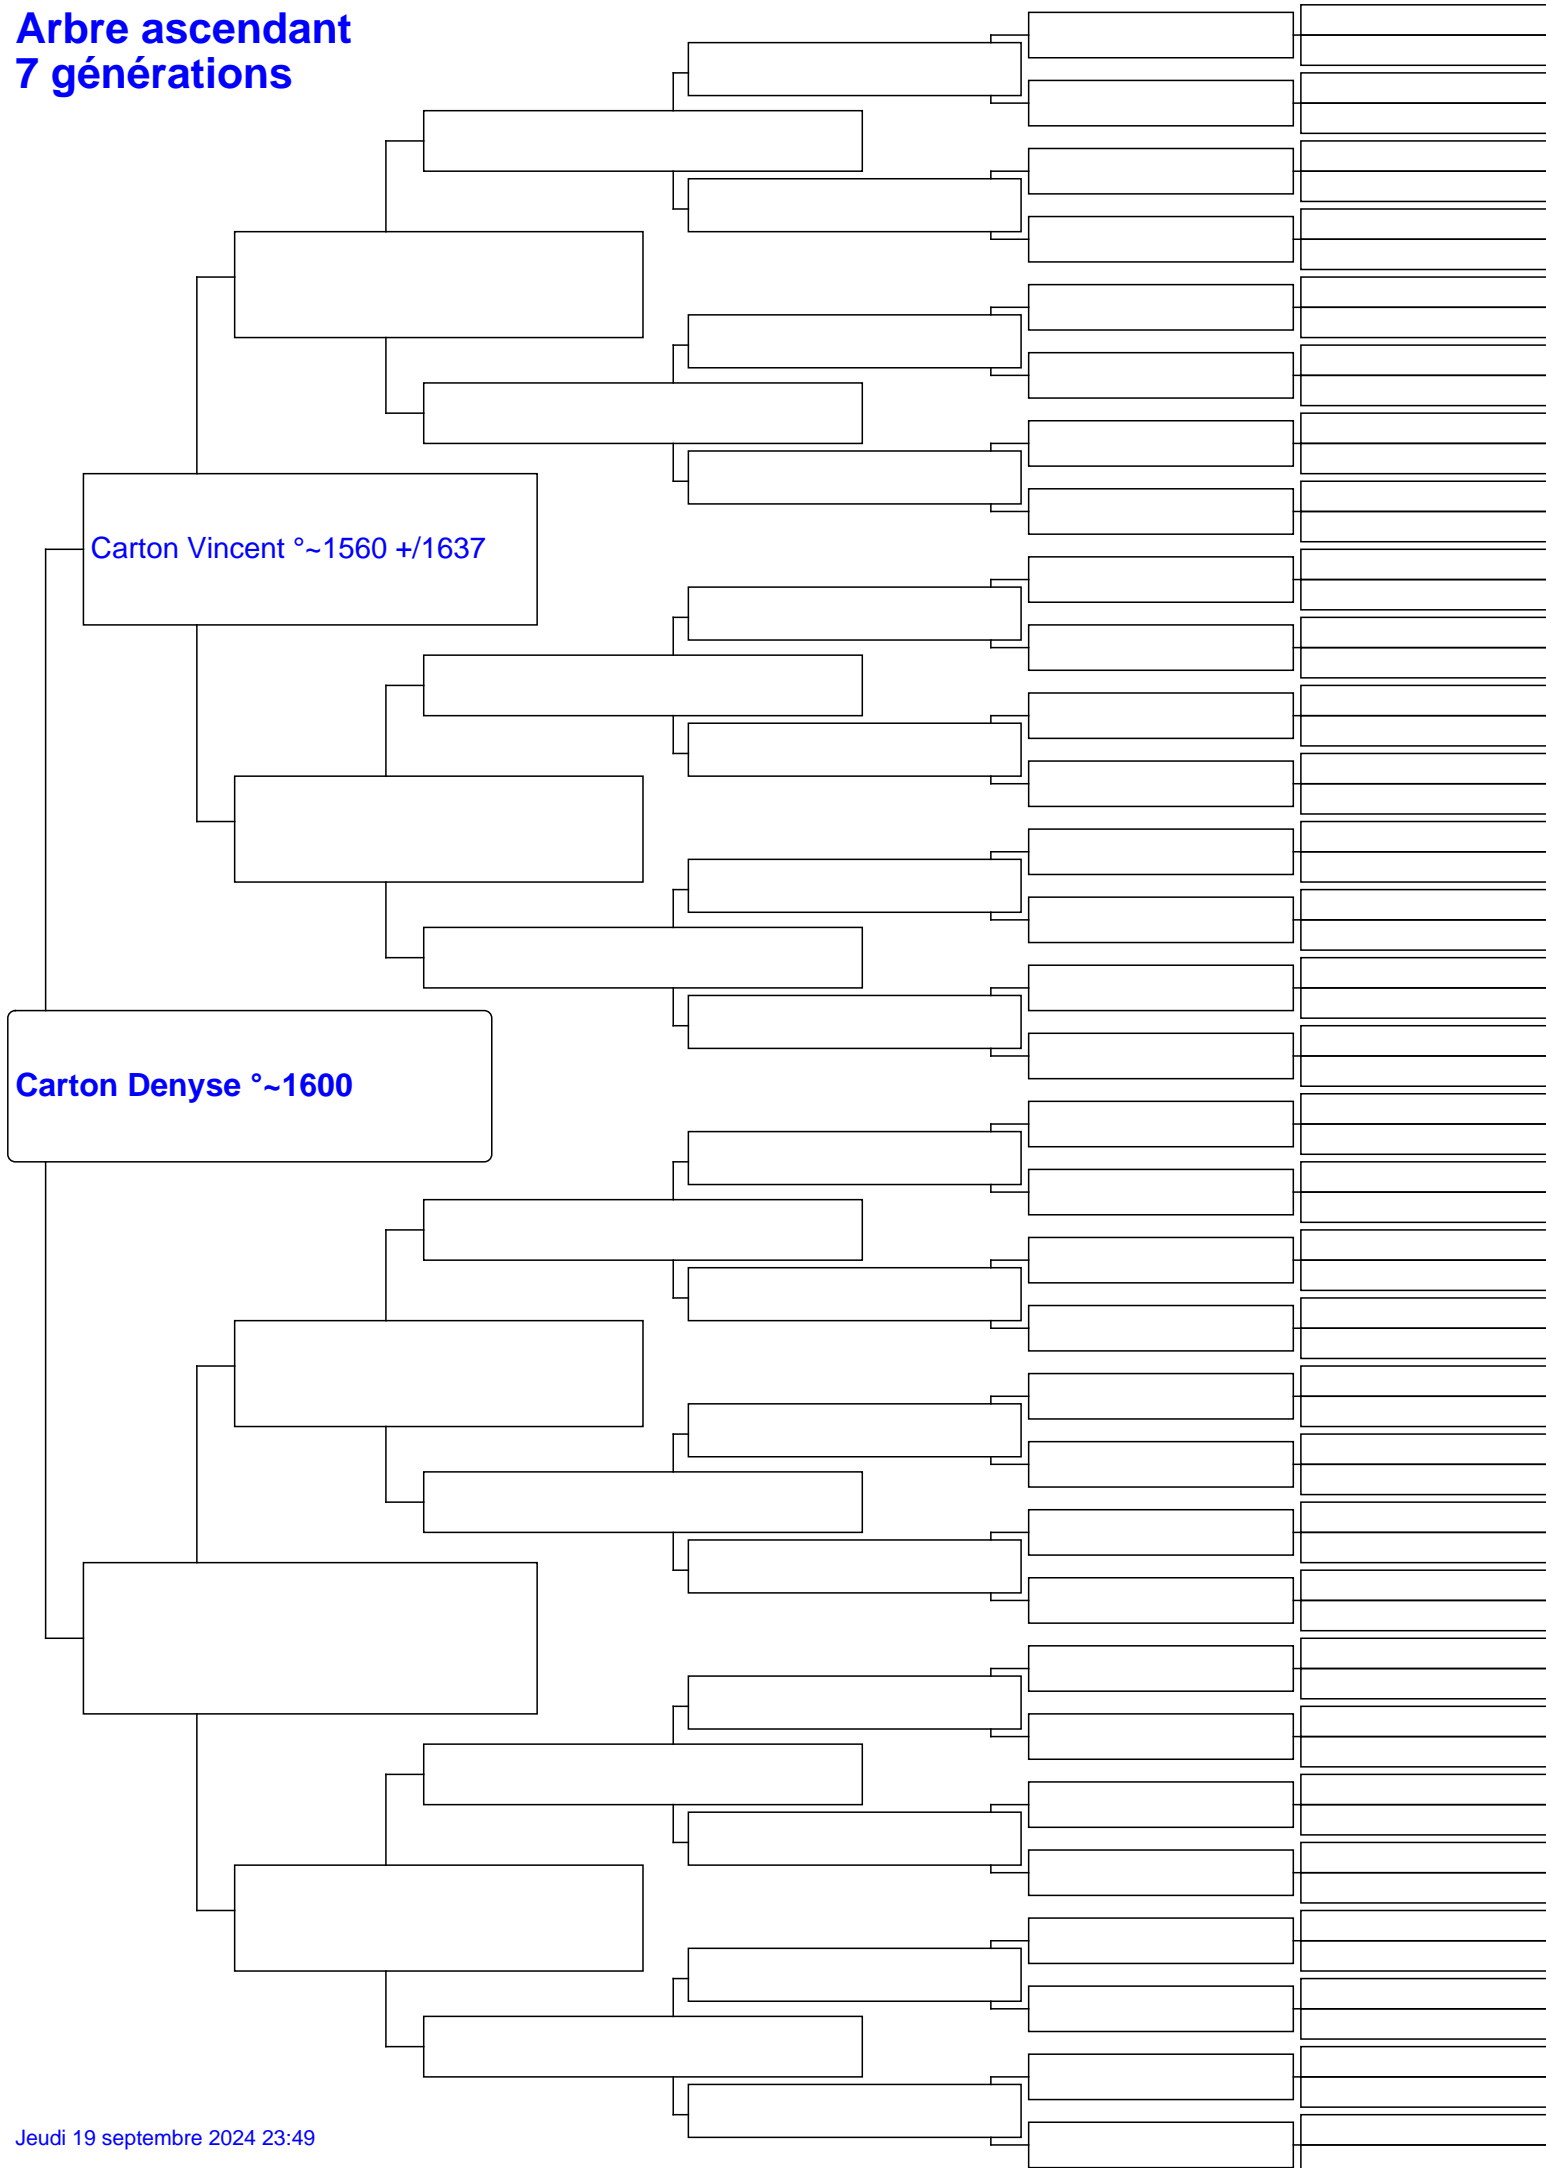 Arbre ascendant
7 générations
Carton Vincent °~1560 +/1637
Carton Denyse °~1600
Jeudi 19 septembre 2024 23:49